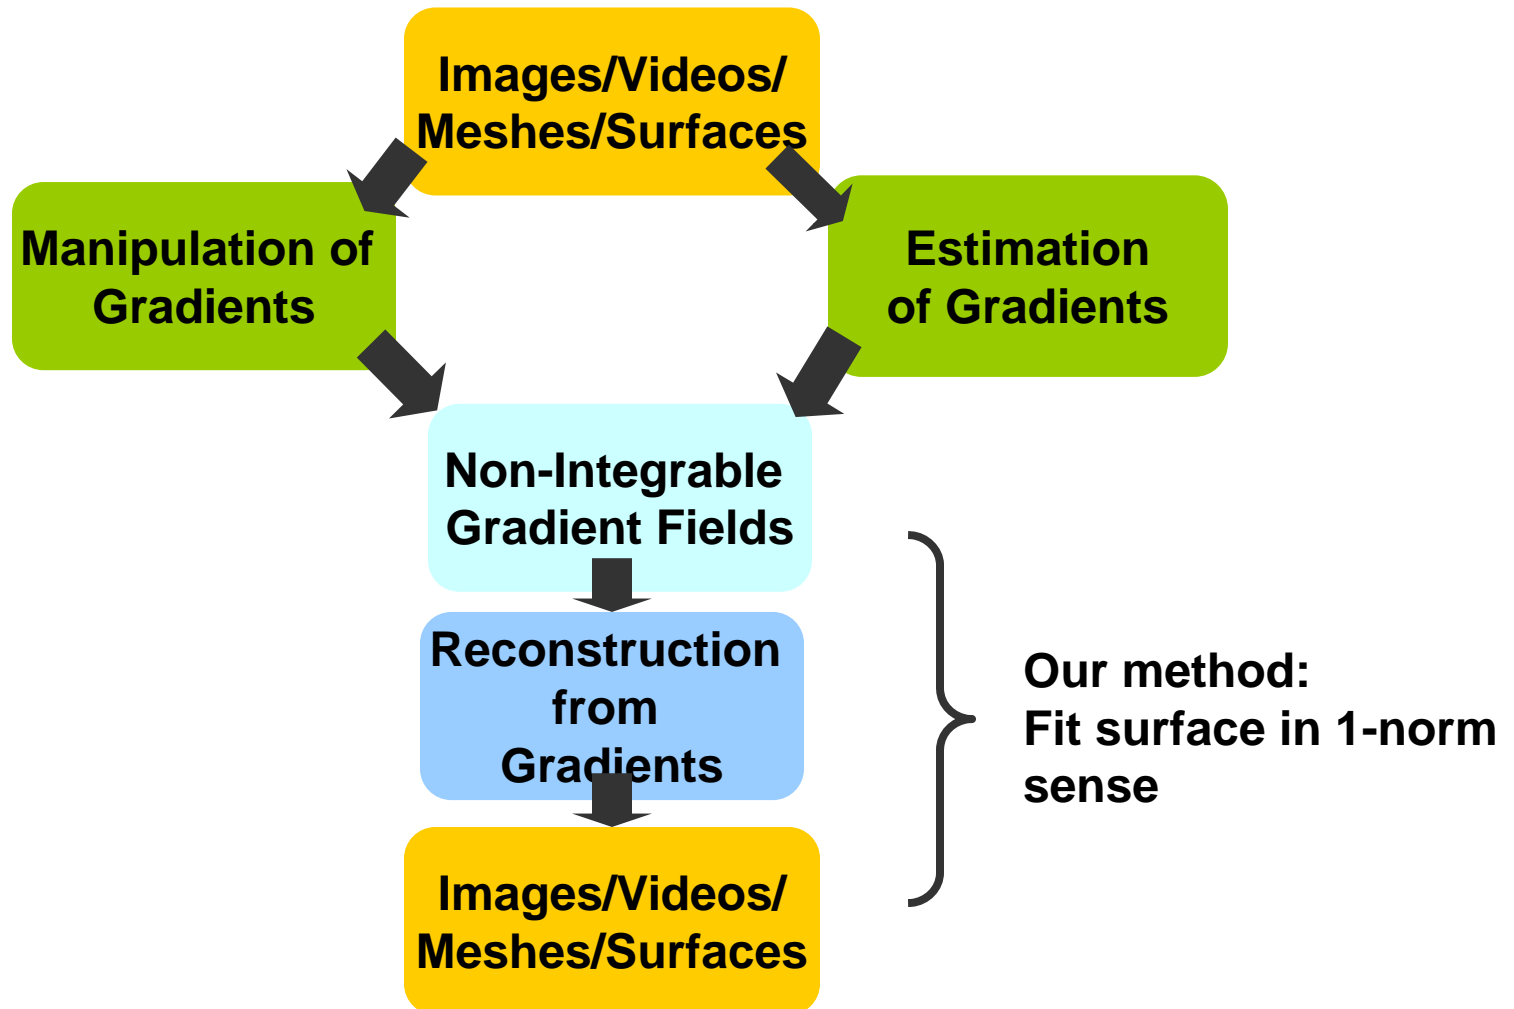 Images/Videos/
Meshes/Surfaces
Manipulation of
Gradients
Estimation
of Gradients
Non-Integrable
Gradient Fields
Reconstruction
from
Gradients
Our method:
Fit surface in 1-norm
sense
Images/Videos/
Meshes/Surfaces